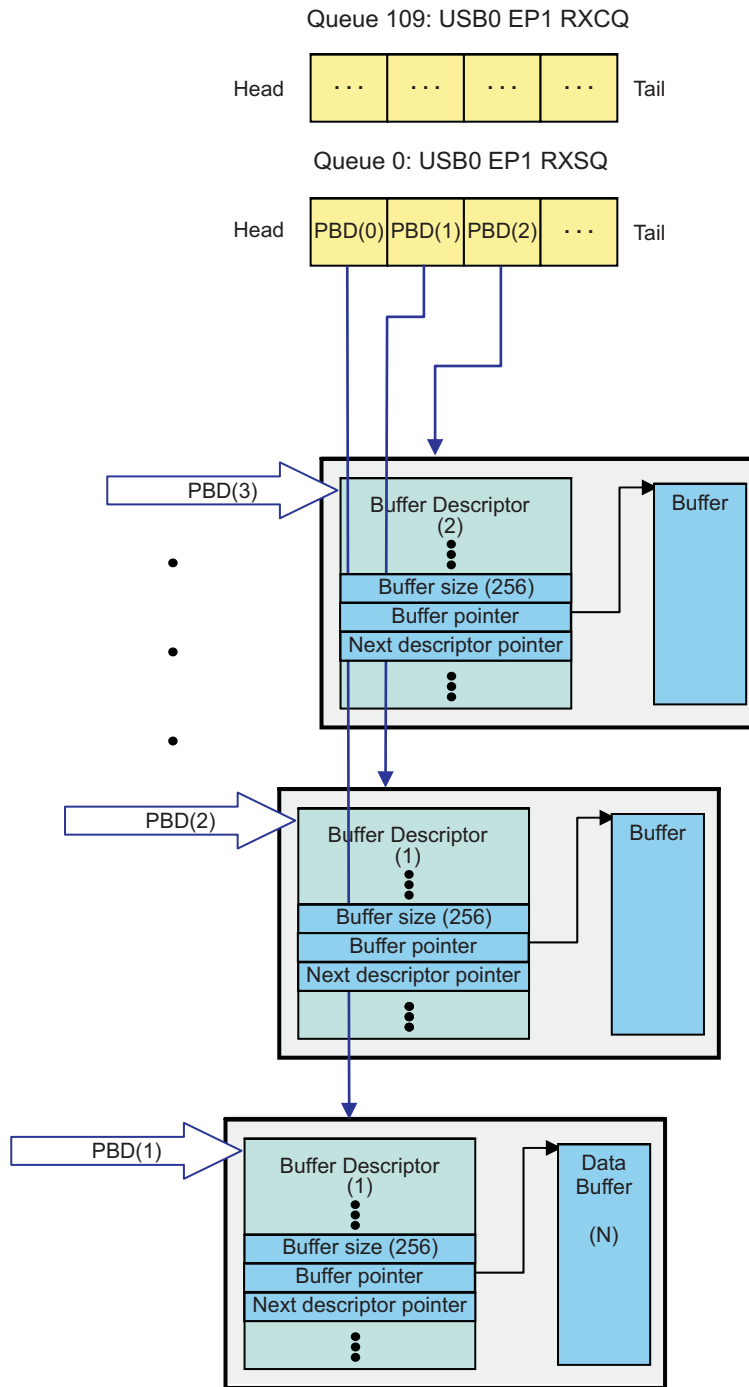 Queue 109: USB0 EP1 RXCQ
Head ... ... ... ... Tail
Queue 0: USB0 EP1 RXSQ
Head PBD(0) PBD(1) PBD(2) ... Tail
PBD(3)
Buffer Descriptor
(2)
Buffer size (256)
Buffer pointer
Next descriptor pointer
Buffer
PBD(2)
Buffer Descriptor
(1)
Buffer size (256)
Buffer pointer
Next descriptor pointer
Buffer
PBD(1)
Buffer Descriptor
(1)
Buffer size (256)
Buffer pointer
Next descriptor pointer
Data
Buffer
(N)